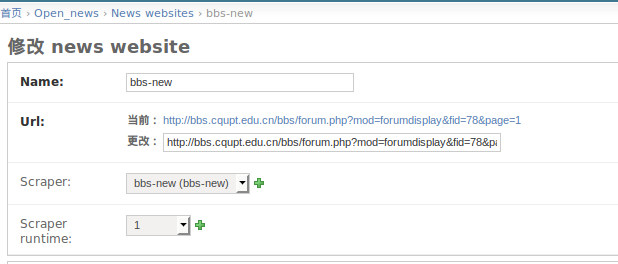 首页 › Open_news › News websites › bbs-new
修改 news website
Name: bbs-new
Url: 当前： http://bbs.cqupt.edu.cn/bbs/forum.php?mod=forumdisplay&fid=78&page=1
更改： http://bbs.cqupt.edu.cn/bbs/forum.php?mod=forumdisplay&fid=78&pa
Scraper: bbs-new (bbs-new)
Scraper 1
runtime: